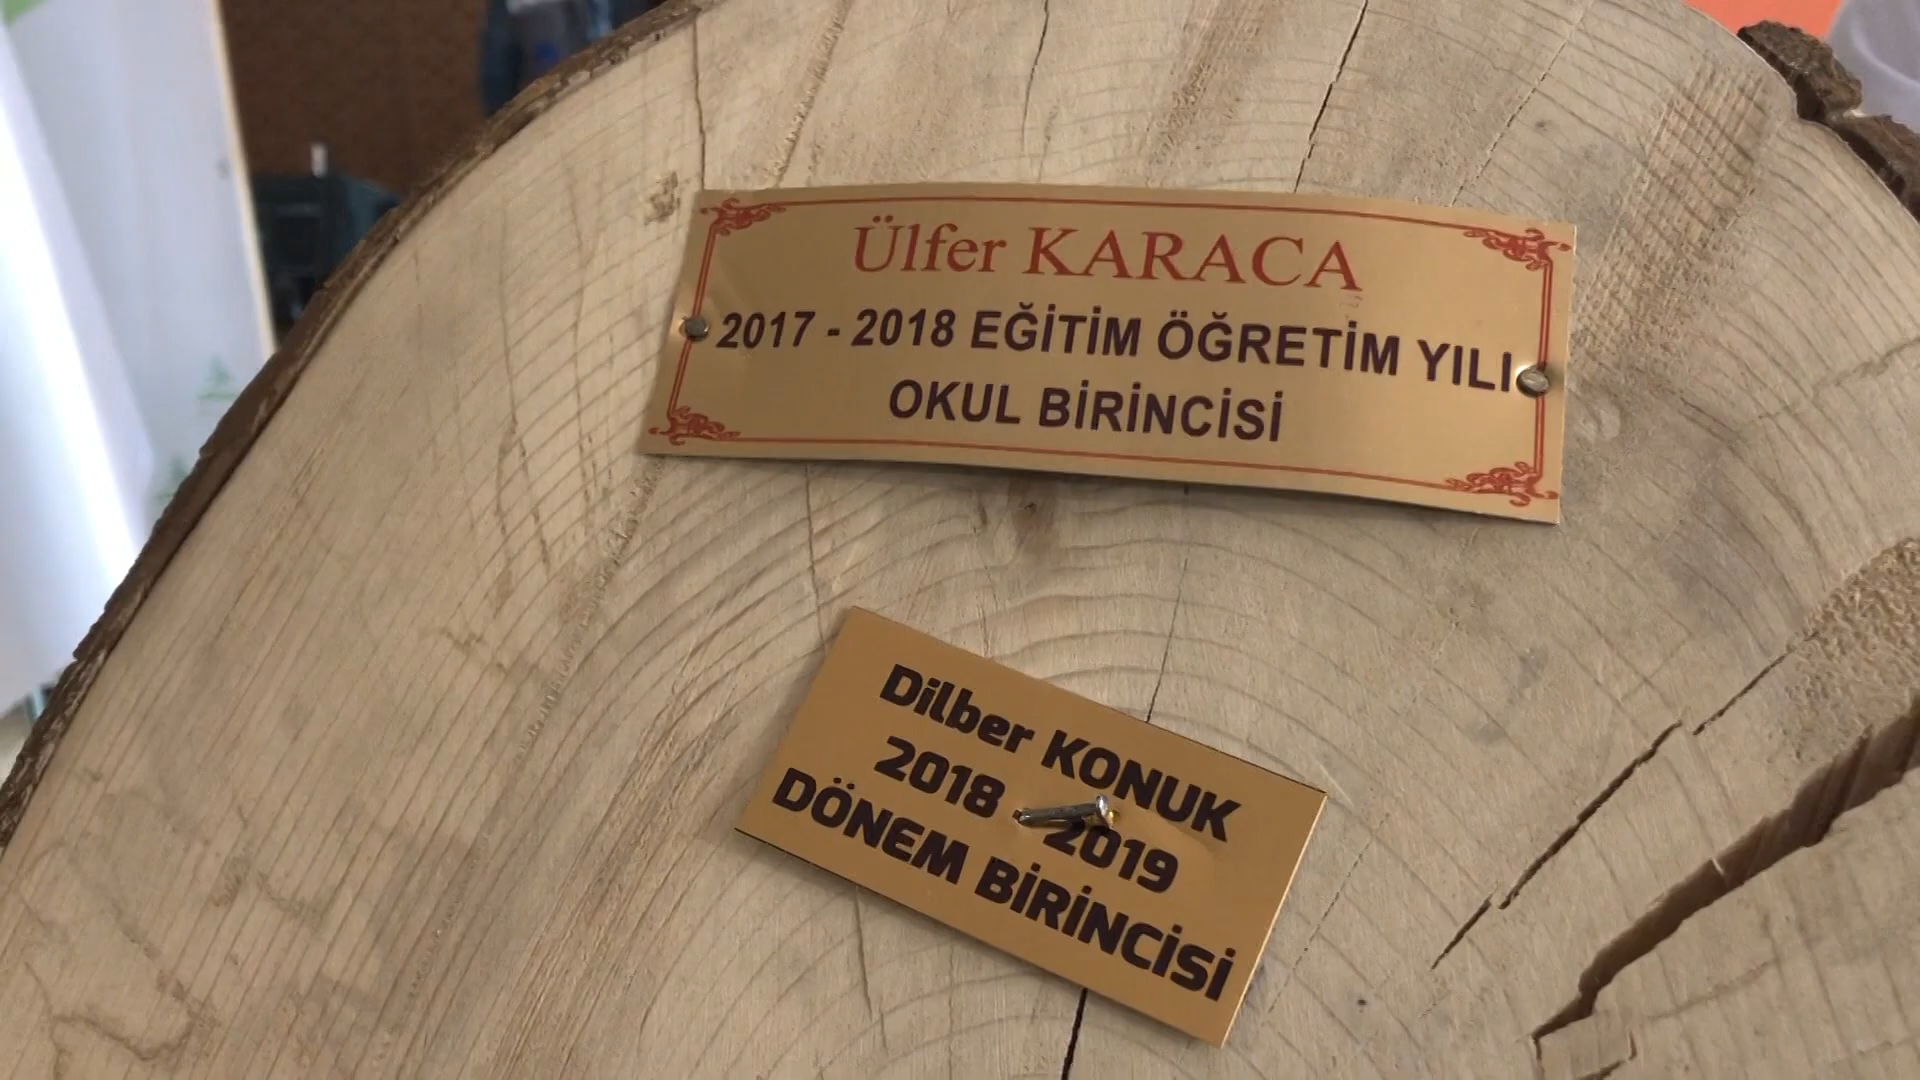 Ülfer KARACA
2017 - 2018 EĞİTİM ÖĞRETİM YILI
OKUL BİRİNCİSİ
Dilber KONUK
2018 - 2019
DÖNEM BİRİNCİSİ